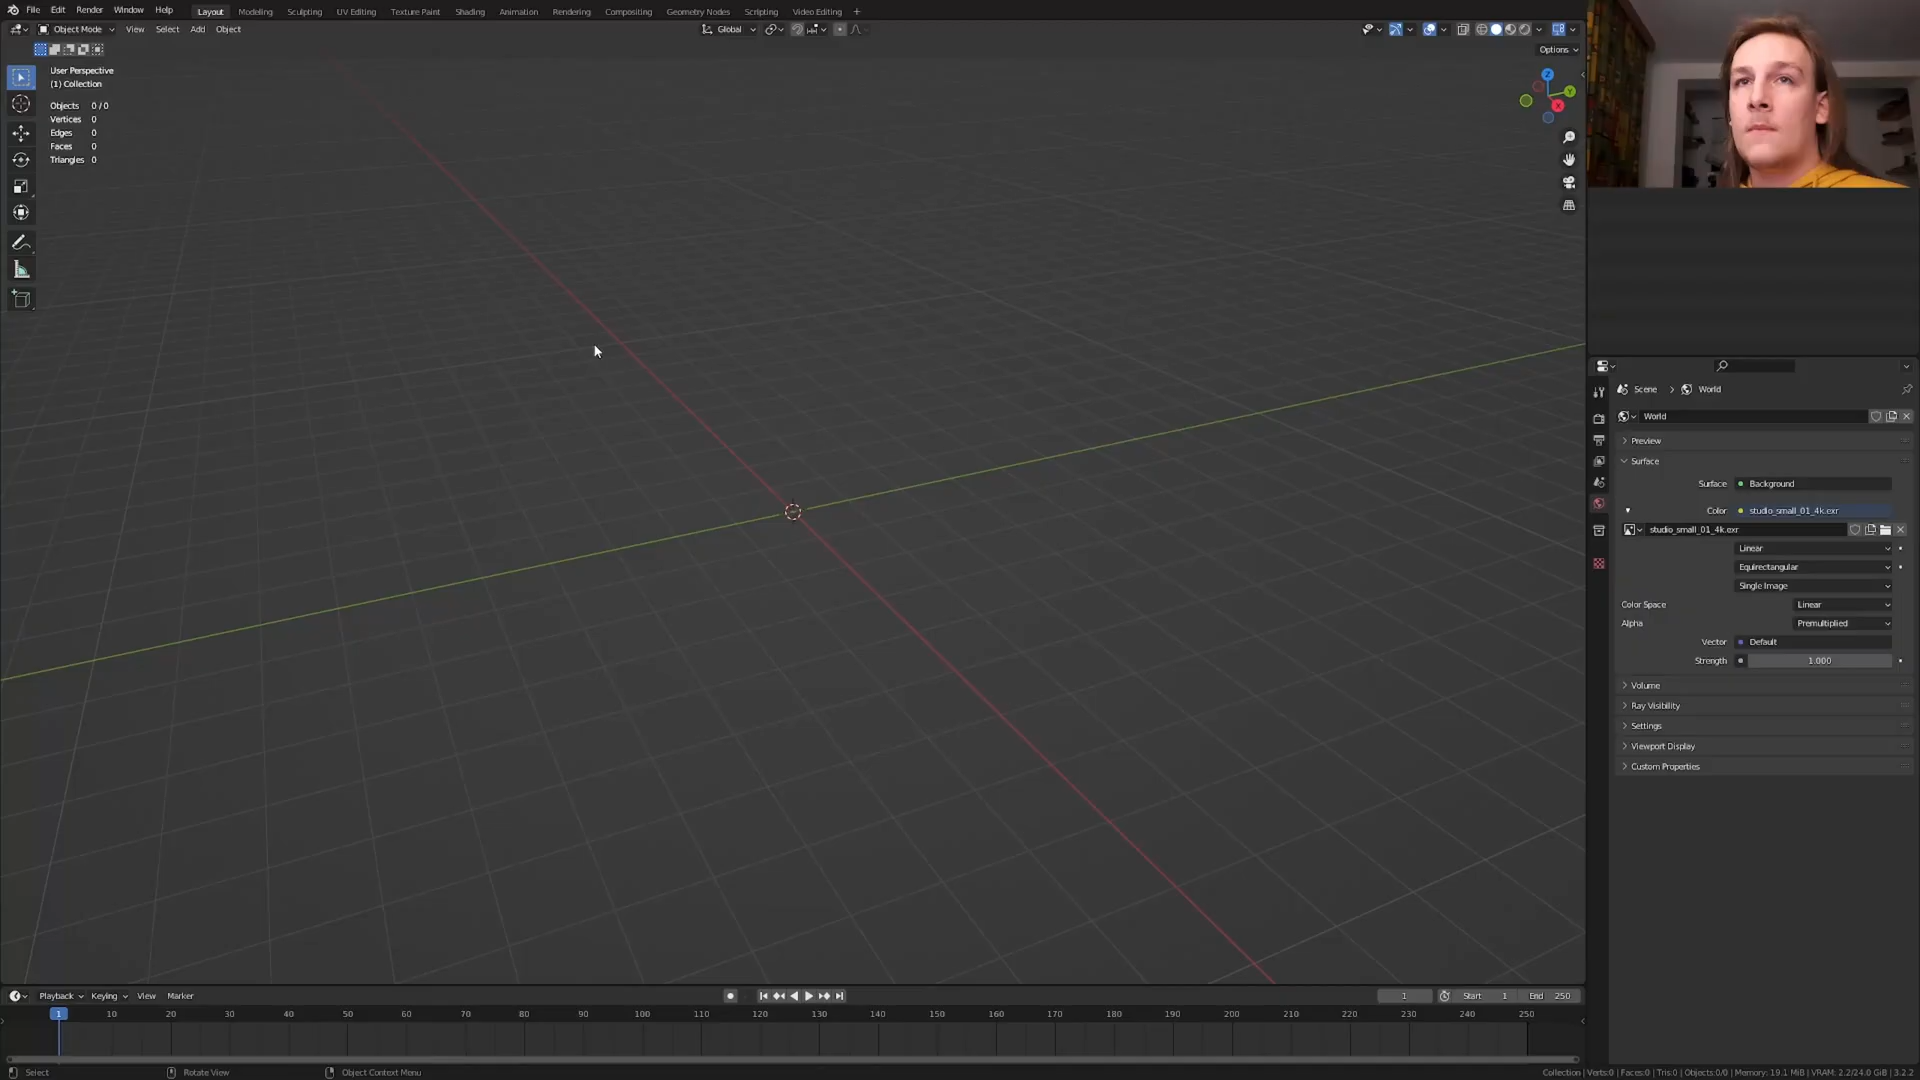 File Edit Render Window Help Layout Modeling Sculpting UV Editing Texture Paint Shading Animation Rendering Compositing Geometry Nodes Scripting Video Editing +
Object Mode View Select Add Object Global
Options
User Perspective
(1) Collection
Objects 0 / 0
Vertices 0
Edges 0
Faces 0
Triangles 0
Z
Y
X
Scene > World
World
Preview
Surface
Surface Background
Color studio_small_01_4k.exr
studio_small_01_4k.exr
Linear
Equirectangular
Single Image
Color Space Linear
Alpha Premultiplied
Vector Default
Strength 1.000
Volume
Ray Visibility
Settings
Viewport Display
Custom Properties
Playback Keying View Marker 1 Start 1 End 250
1 10 20 30 40 50 60 70 80 90 100 110 120 130 140 150 160 170 180 190 200 210 220 230 240 250
Select Rotate View Object Context Menu Collection | Verts:0 | Faces:0 | Tris:0 | Objects:0/0 | Memory: 19.1 MiB | VRAM: 2.2/24.0 GiB | 3.2.2